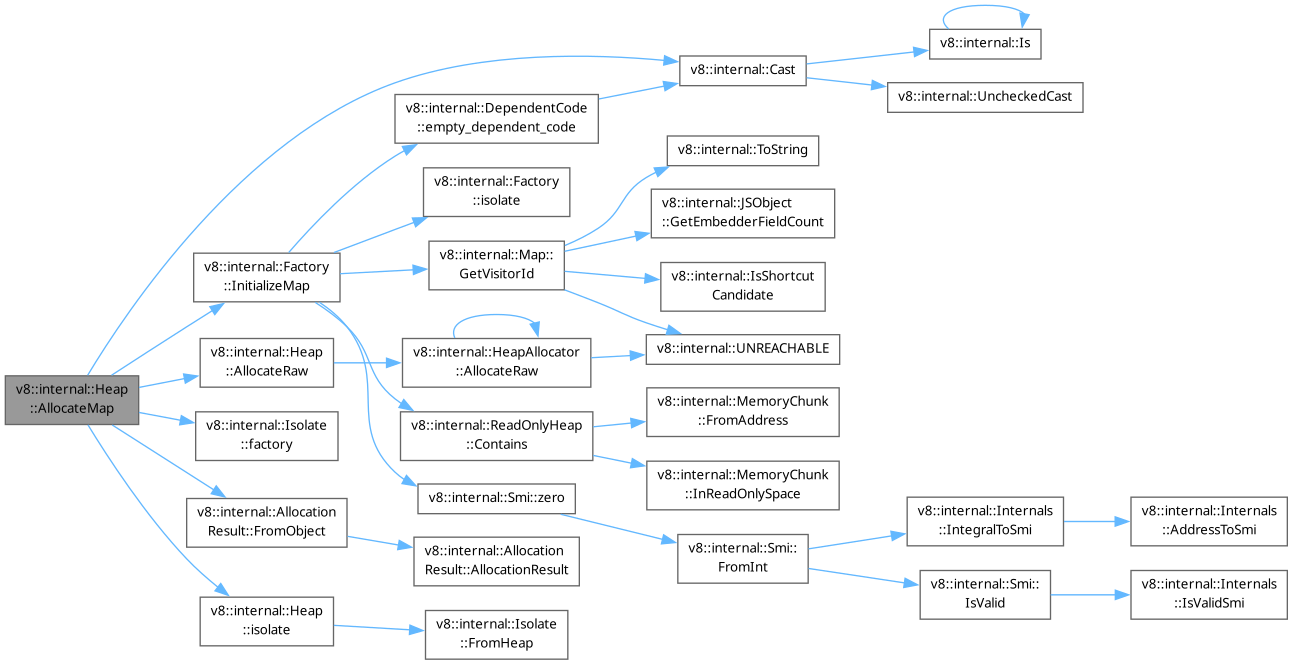 v8::internal::Heap
::AllocateMap
v8::internal::Factory
::InitializeMap
v8::internal::Heap
::AllocateRaw
v8::internal::Isolate
::factory
v8::internal::Allocation
Result::FromObject
v8::internal::Heap
::isolate
v8::internal::DependentCode
::empty_dependent_code
v8::internal::Factory
::isolate
v8::internal::Map::
GetVisitorId
v8::internal::HeapAllocator
::AllocateRaw
v8::internal::ReadOnlyHeap
::Contains
v8::internal::Smi::zero
v8::internal::Allocation
Result::AllocationResult
v8::internal::Isolate
::FromHeap
v8::internal::Cast
v8::internal::ToString
v8::internal::JSObject
::GetEmbedderFieldCount
v8::internal::IsShortcut
Candidate
v8::internal::UNREACHABLE
v8::internal::MemoryChunk
::FromAddress
v8::internal::MemoryChunk
::InReadOnlySpace
v8::internal::Smi::
FromInt
v8::internal::Is
v8::internal::UncheckedCast
v8::internal::Internals
::IntegralToSmi
v8::internal::Smi::
IsValid
v8::internal::Internals
::AddressToSmi
v8::internal::Internals
::IsValidSmi